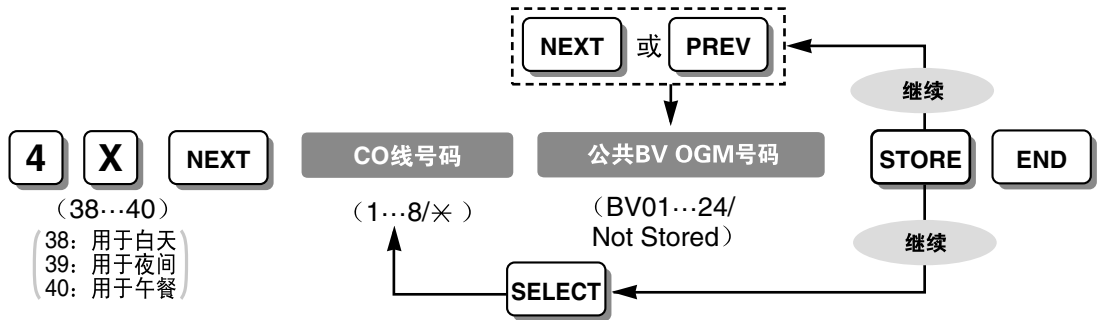 NEXT 或 PREV
继续
4 X NEXT CO线号码 公共BV OGM号码 STORE END
（38…40） （1…8/✳） （BV01…24/
Not Stored）
38：用于白天
39：用于夜间
40：用于午餐
继续
SELECT